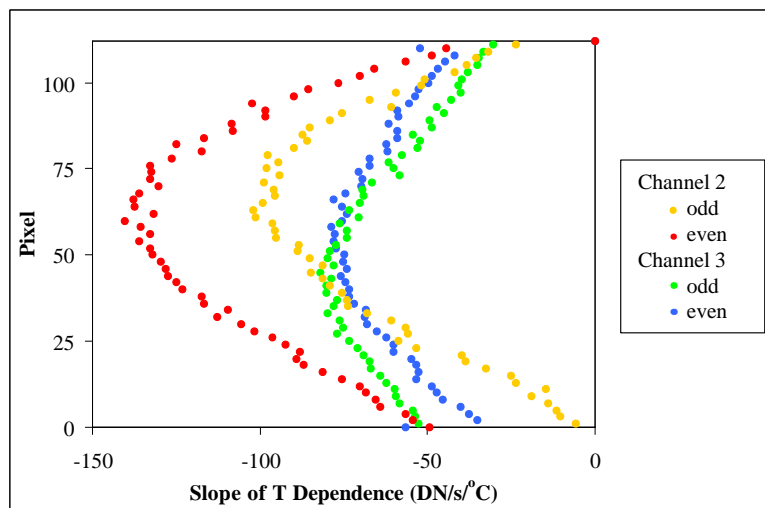 100
75
50
25
0
-150
-100
-50
0
Pixel
Slope of T Dependence (DN/s/°C)
Channel 2
odd
even
Channel 3
odd
even